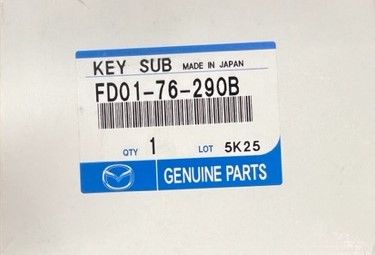 KEY SUB MADE IN JAPAN
FD01-76-290B
QTY 1 LOT 5K25
GENUINE PARTS